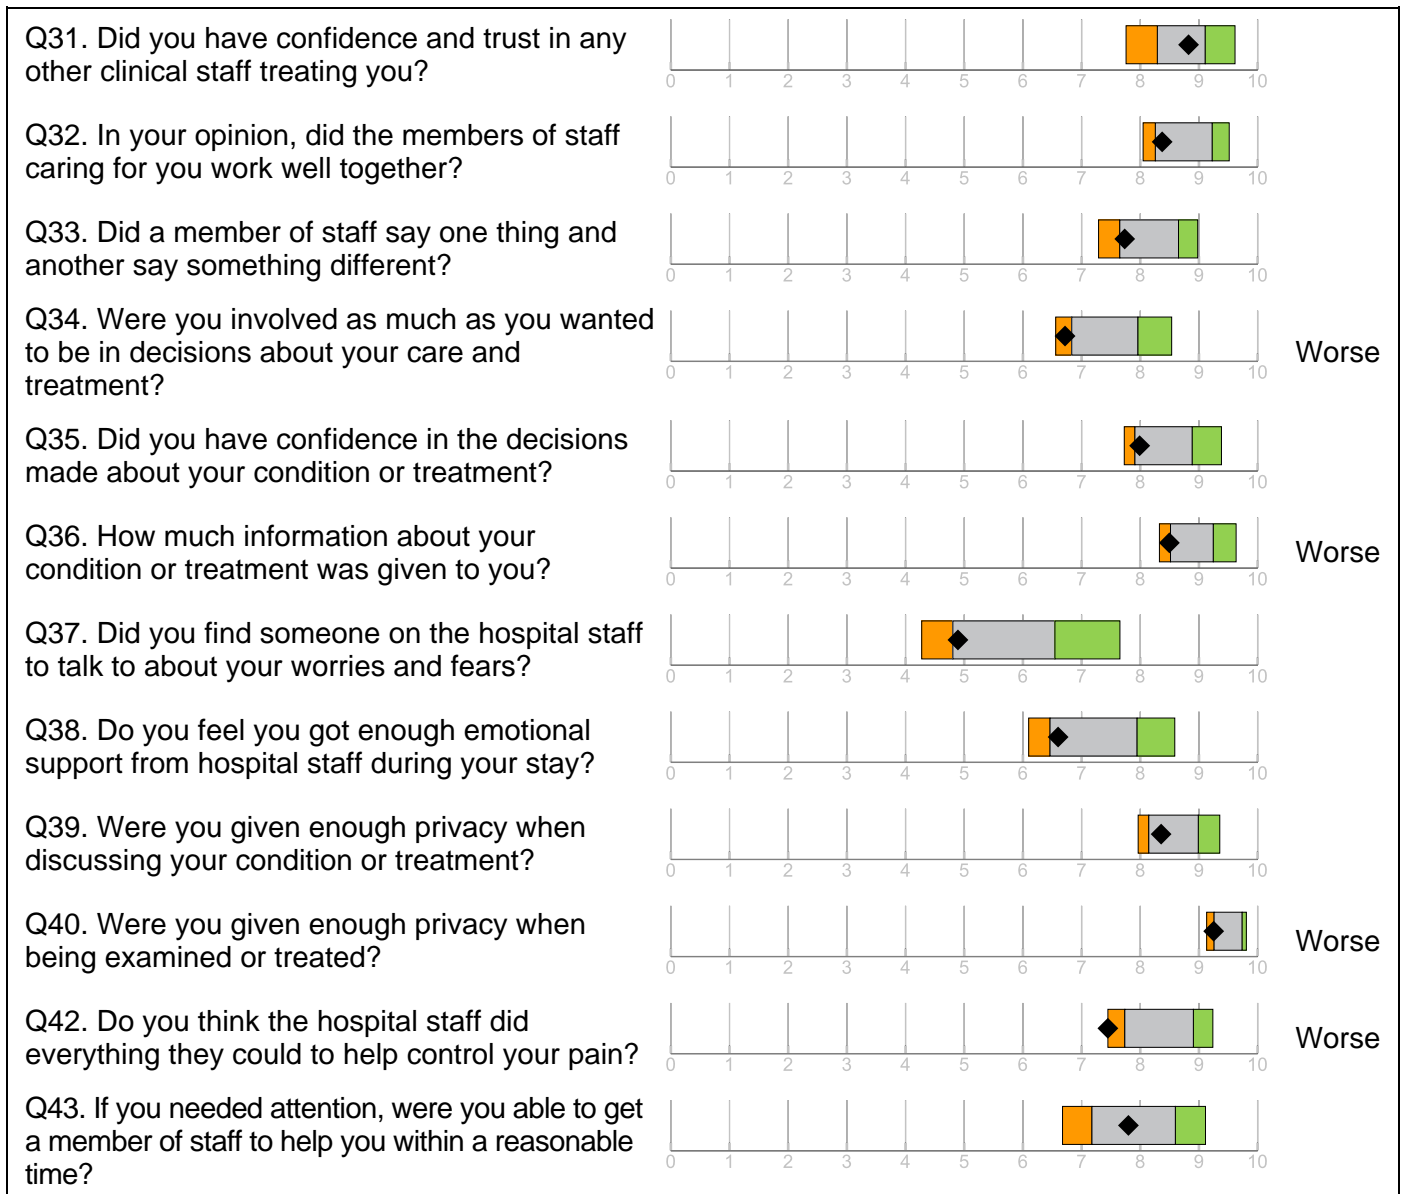 Q31. Did you have confidence and trust in any
other clinical staff treating you?
0 1 2 3 4 5 6 7 8 9 10
Q32. In your opinion, did the members of staff
caring for you work well together?
0 1 2 3 4 5 6 7 8 9 10
Q33. Did a member of staff say one thing and
another say something different?
0 1 2 3 4 5 6 7 8 9 10
Q34. Were you involved as much as you wanted
to be in decisions about your care and
treatment?
0 1 2 3 4 5 6 7 8 9 10
Worse
Q35. Did you have confidence in the decisions
made about your condition or treatment?
0 1 2 3 4 5 6 7 8 9 10
Q36. How much information about your
condition or treatment was given to you?
0 1 2 3 4 5 6 7 8 9 10
Worse
Q37. Did you find someone on the hospital staff
to talk to about your worries and fears?
0 1 2 3 4 5 6 7 8 9 10
Q38. Do you feel you got enough emotional
support from hospital staff during your stay?
0 1 2 3 4 5 6 7 8 9 10
Q39. Were you given enough privacy when
discussing your condition or treatment?
0 1 2 3 4 5 6 7 8 9 10
Q40. Were you given enough privacy when
being examined or treated?
0 1 2 3 4 5 6 7 8 9 10
Worse
Q42. Do you think the hospital staff did
everything they could to help control your pain?
0 1 2 3 4 5 6 7 8 9 10
Worse
Q43. If you needed attention, were you able to get
a member of staff to help you within a reasonable
time?
0 1 2 3 4 5 6 7 8 9 10